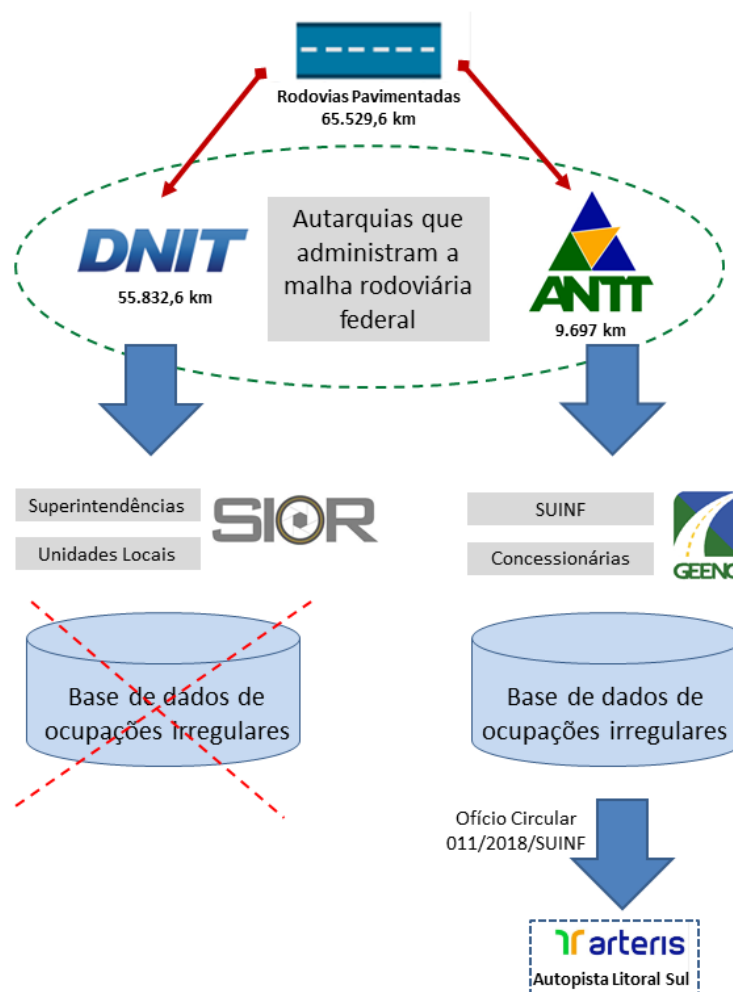 Rodovias Pavimentadas
65.529,6 km
DNIT
55.832,6 km
Autarquias que
administram a
malha rodoviária
federal
ANTT
9.697 km
Superintendências
Unidades Locais
SIOR
SUINF
Concessionárias
Base de dados de
ocupações irregulares
Base de dados de
ocupações irregulares
Ofício Circular
011/2018/SUINF
arteris
Autopista Litoral Sul